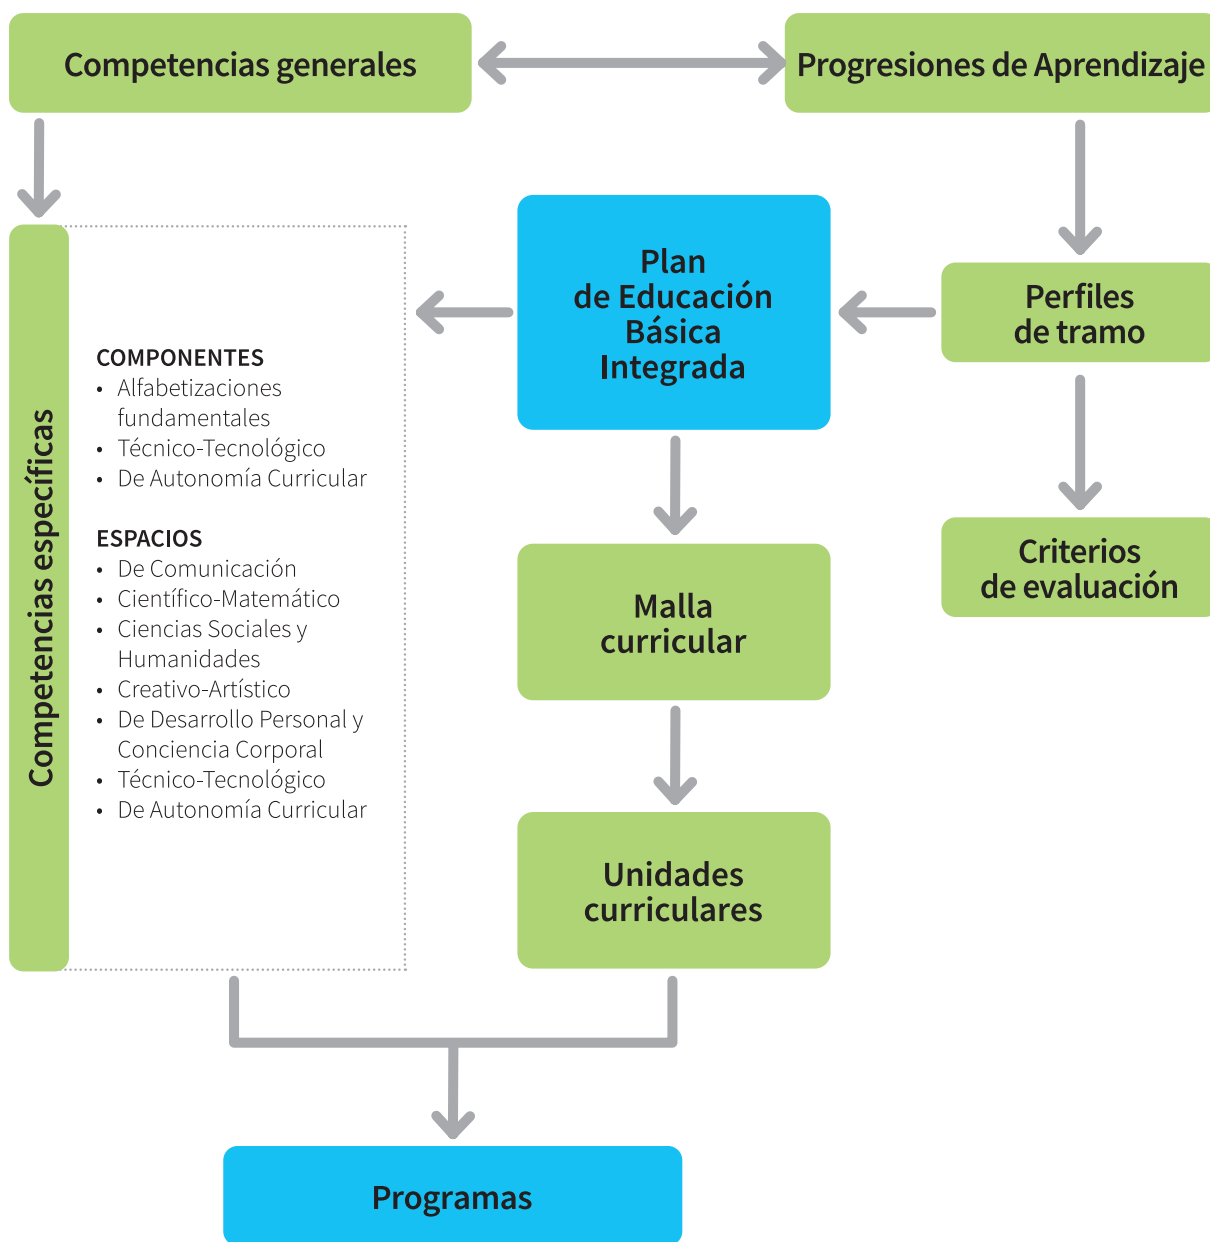 Competencias generales
Progresiones de Aprendizaje
Competencias específicas
COMPONENTES
• Alfabetizaciones
fundamentales
• Técnico-Tecnológico
• De Autonomía Curricular
ESPACIOS
• De Comunicación
• Científico-Matemático
• Ciencias Sociales y
Humanidades
• Creativo-Artístico
• De Desarrollo Personal y
Conciencia Corporal
• Técnico-Tecnológico
• De Autonomía Curricular
Plan
de Educación
Básica
Integrada
Perfiles
de tramo
Malla
curricular
Criterios
de evaluación
Unidades
curriculares
Programas